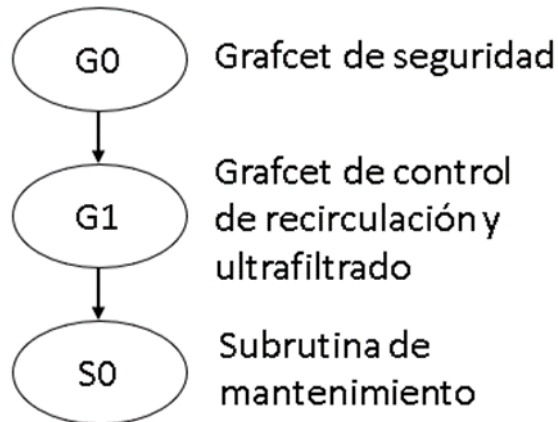 G0
Grafcet de seguridad
G1
Grafcet de control
de recirculación y
ultrafiltrado
S0
Subrutina de
mantenimiento